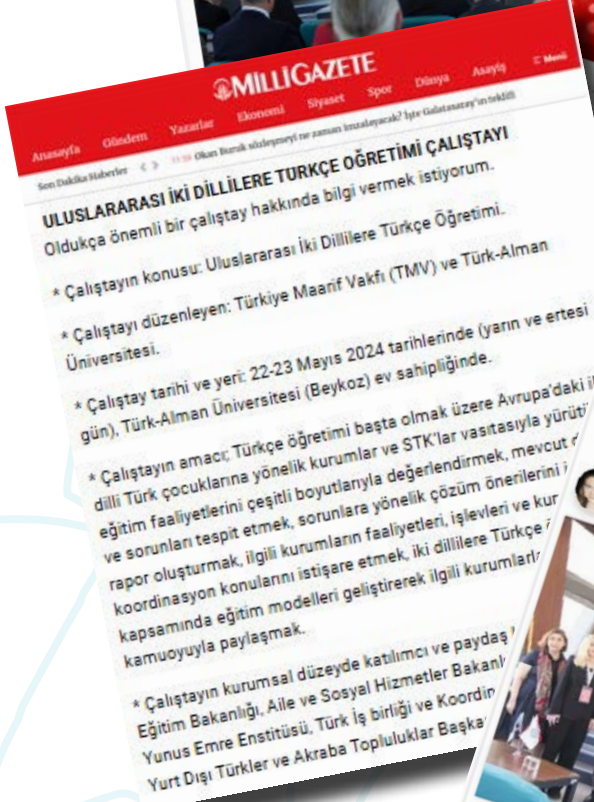 MİLLİ GAZETE
Anasayfa Gündem Yazarlar Ekonomi Siyaset Spor Dünya Asayiş Menü
Son Dakika Haberler Okan Buruk sözleşmeyi ne zaman imzalayacak? İşte Galatasaray'ın teklifi
ULUSLARARASI İKİ DİLLİLERE TÜRKÇE ÖĞRETİMİ ÇALIŞTAYI
Oldukça önemli bir çalıştay hakkında bilgi vermek istiyorum.
* Çalıştayın konusu: Uluslararası İki Dillilere Türkçe Öğretimi.
* Çalıştayı düzenleyen: Türkiye Maarif Vakfı (TMV) ve Türk-Alman
Üniversitesi.
* Çalıştay tarihi ve yeri: 22-23 Mayıs 2024 tarihlerinde (yarın ve ertesi
gün), Türk-Alman Üniversitesi (Beykoz) ev sahipliğinde.
* Çalıştayın amacı; Türkçe öğretimi başta olmak üzere Avrupa'daki
dilli Türk çocuklarına yönelik kurumlar ve STK'lar vasıtasıyla
eğitim faaliyetlerini çeşitli boyutlarıyla değerlendirmek, mevcut
ve sorunları tespit etmek, sorunlara yönelik çözüm önerilerini
rapor oluşturmak, ilgili kurumların faaliyetleri, işlevleri ve
koordinasyon konularını istişare etmek, iki dillilere Türkçe
kapsamında eğitim modelleri geliştirerek ilgili kurumlarla
kamuoyuyla paylaşmak.
* Çalıştayın kurumsal düzeyde katılımcı ve paydaş
Eğitim Bakanlığı, Aile ve Sosyal Hizmetler
Yunus Emre Enstitüsü, Türk İş birliği ve
Yurt Dışı Türkler ve Akraba Topluluklar